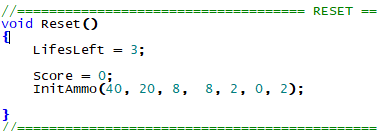 //==================================== RESET ==
void Reset()
{
    LifesLeft = 3;

    Score = 0;
    InitAmmo(40, 20, 8,  8, 2, 0, 2);

}
//=============================================